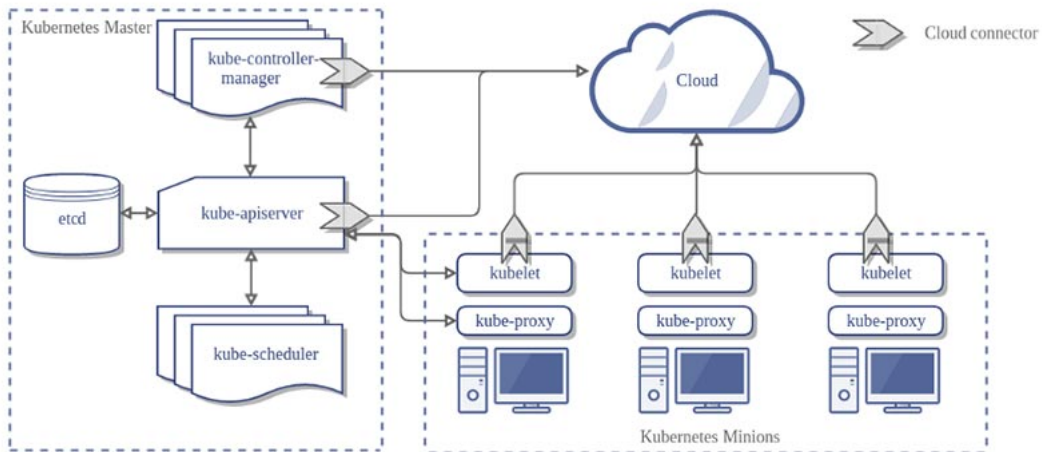 Kubernetes Master
kube-controller-
manager
Cloud
Cloud connector
etcd
kube-apiserver
kubelet
kubelet
kubelet
kube-proxy
kube-proxy
kube-proxy
kube-scheduler
Kubernetes Minions